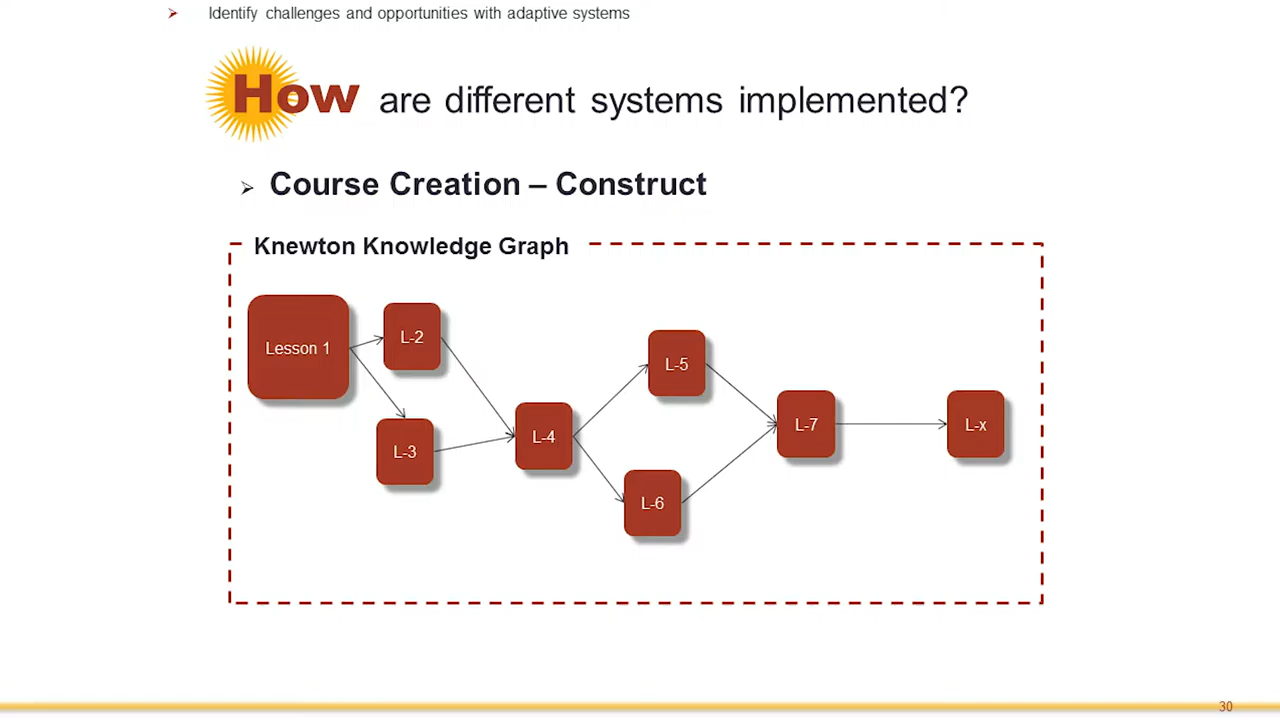 Identify challenges and opportunities with adaptive systems
How are different systems implemented?
Course Creation – Construct
Knewton Knowledge Graph
Lesson 1
L-2
L-3
L-4
L-5
L-6
L-7
L-x
30